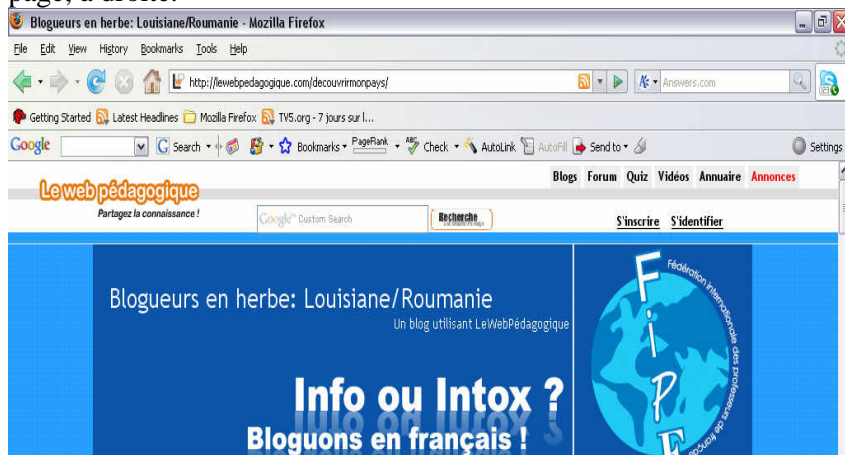 page, à droite.
Blogueurs en herbe: Louisiane/Roumanie - Mozilla Firefox
File Edit View History Bookmarks Tools Help
http://lewebpedagogique.com/decouvrirmonpays/
Answers.com
Getting Started Latest Headlines Mozilla Firefox TV5.org - 7 jours sur l...
Google Search Bookmarks PageRank Check AutoLink AutoFill Send to Settings
Blogs Forum Quiz Vidéos Annuaire Annonces
Le web pédagogique
Partagez la connaissance !
Google™ Custom Search
Recherche
S'inscrire S'identifier
Blogueurs en herbe: Louisiane/Roumanie
Un blog utilisant LeWebPédagogique
Info ou Intox ?
Bloguons en français !
FiPF
Fédération internationale des professeurs de français